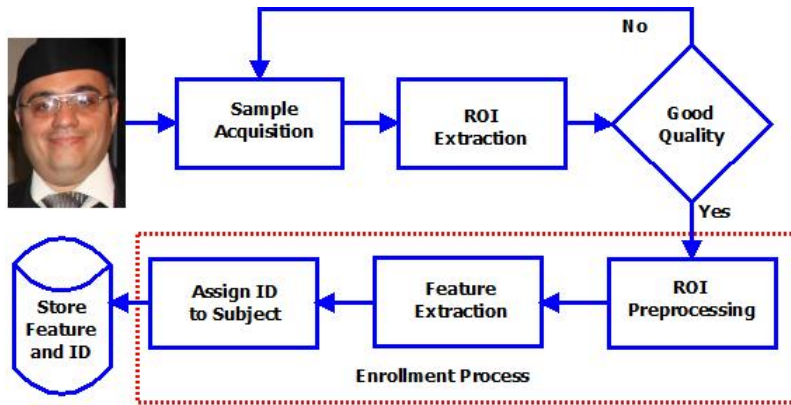 No
Sample
Acquisition
ROI
Extraction
Good
Quality
Yes
Store
Feature
and ID
Assign ID
to Subject
Feature
Extraction
ROI
Preprocessing
Enrollment Process